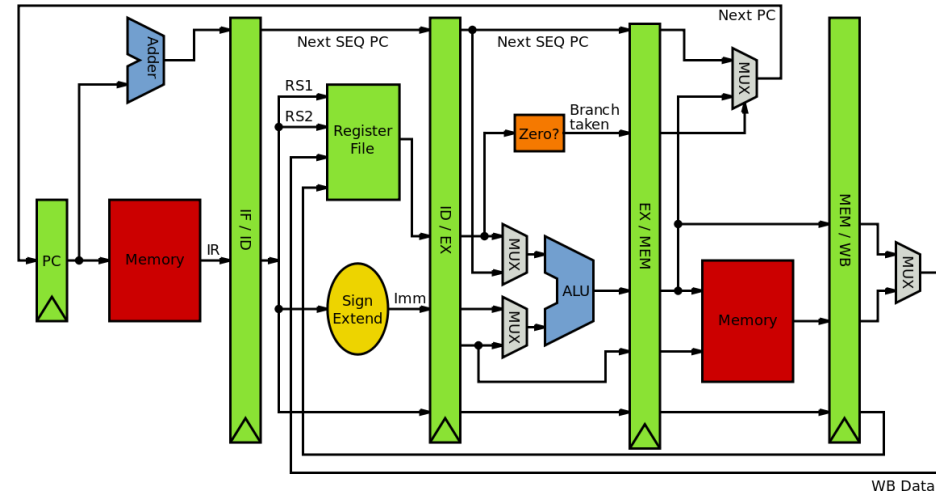 Next PC
Adder
Next SEQ PC
Next SEQ PC
MUX
RS1
RS2
Register
File
Zero?
Branch
taken
PC
Memory
IR
IF / ID
Sign
Extend
Imm
ID / EX
MUX
MUX
ALU
EX / MEM
Memory
MEM / WB
MUX
WB Data